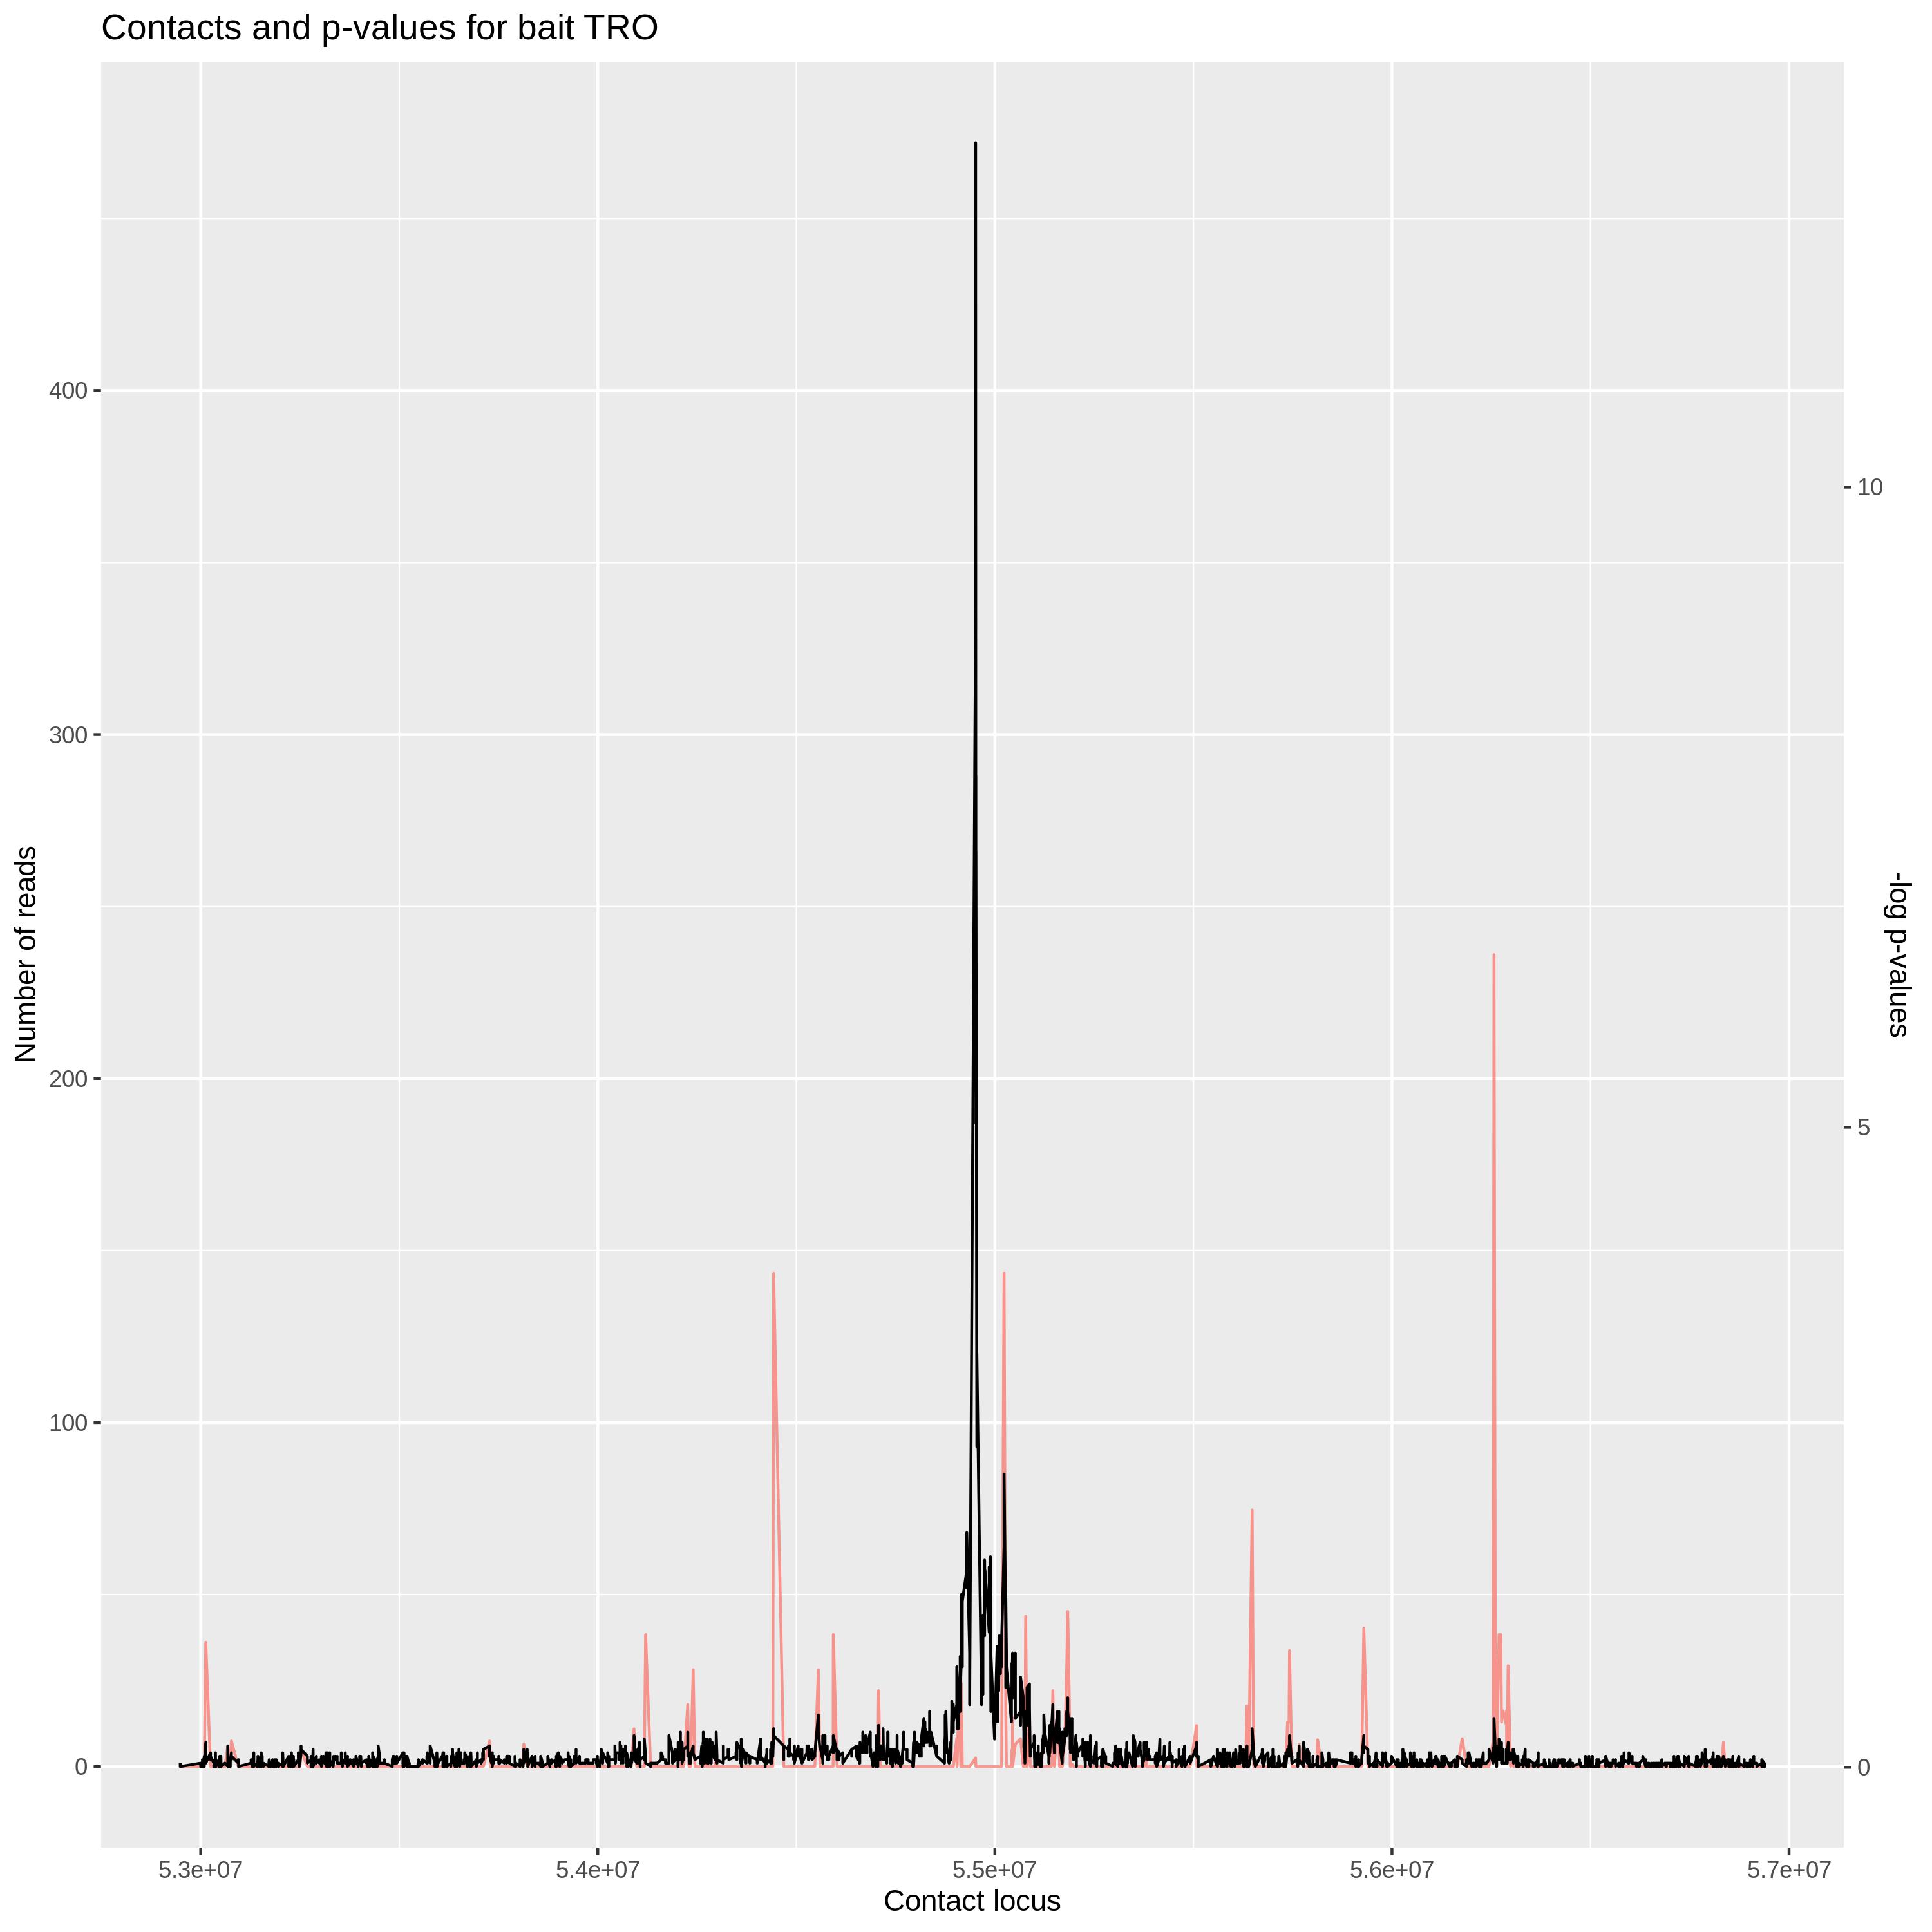 Contacts and p-values for bait TRO
400
300
200
100
0
Number of reads
10
5
0
-log p-values
5.3e+07
5.4e+07
5.5e+07
5.6e+07
5.7e+07
Contact locus